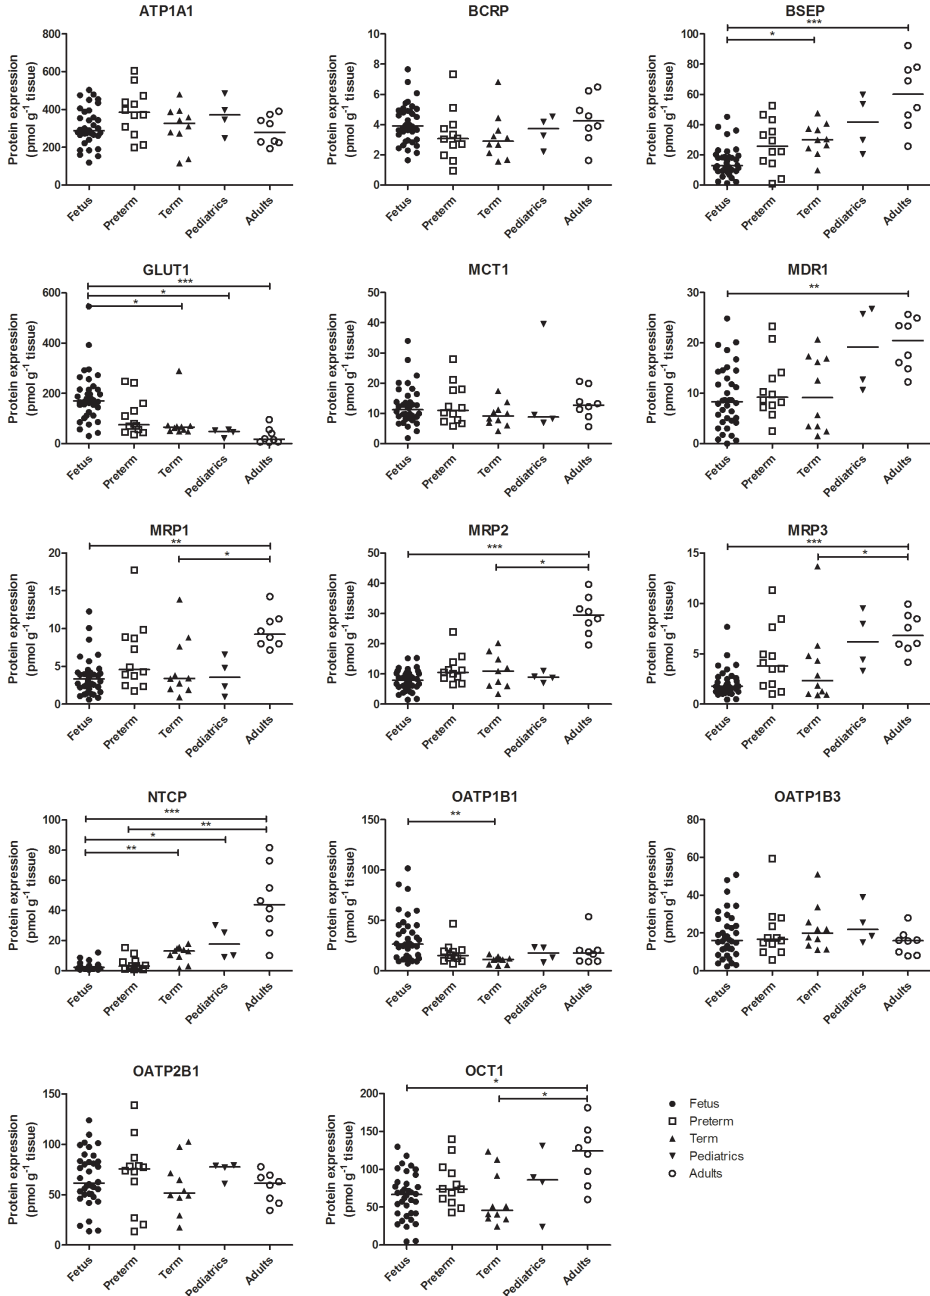 ATP1A1
Protein expression
(pmol g⁻¹ tissue)
800
600
400
200
0
Fetus
Preterm
Term
Pediatrics
Adults
BCRP
Protein expression
(pmol g⁻¹ tissue)
10
8
6
4
2
0
Fetus
Preterm
Term
Pediatrics
Adults
BSEP
Protein expression
(pmol g⁻¹ tissue)
100
80
60
40
20
0
***
*
Fetus
Preterm
Term
Pediatrics
Adults
GLUT1
Protein expression
(pmol g⁻¹ tissue)
600
400
200
0
***
*
*
Fetus
Preterm
Term
Pediatrics
Adults
MCT1
Protein expression
(pmol g⁻¹ tissue)
50
40
30
20
10
0
Fetus
Preterm
Term
Pediatrics
Adults
MDR1
Protein expression
(pmol g⁻¹ tissue)
30
20
10
0
**
Fetus
Preterm
Term
Pediatrics
Adults
MRP1
Protein expression
(pmol g⁻¹ tissue)
20
15
10
5
0
**
*
Fetus
Preterm
Term
Pediatrics
Adults
MRP2
Protein expression
(pmol g⁻¹ tissue)
50
40
30
20
10
0
***
*
Fetus
Preterm
Term
Pediatrics
Adults
MRP3
Protein expression
(pmol g⁻¹ tissue)
15
10
5
0
***
*
Fetus
Preterm
Term
Pediatrics
Adults
NTCP
Protein expression
(pmol g⁻¹ tissue)
100
80
60
40
20
0
***
**
*
**
Fetus
Preterm
Term
Pediatrics
Adults
OATP1B1
Protein expression
(pmol g⁻¹ tissue)
150
100
50
0
**
Fetus
Preterm
Term
Pediatrics
Adults
OATP1B3
Protein expression
(pmol g⁻¹ tissue)
80
60
40
20
0
Fetus
Preterm
Term
Pediatrics
Adults
OATP2B1
Protein expression
(pmol g⁻¹ tissue)
150
100
50
0
Fetus
Preterm
Term
Pediatrics
Adults
OCT1
Protein expression
(pmol g⁻¹ tissue)
200
150
100
50
0
*
*
Fetus
Preterm
Term
Pediatrics
Adults
Fetus
Preterm
Term
Pediatrics
Adults